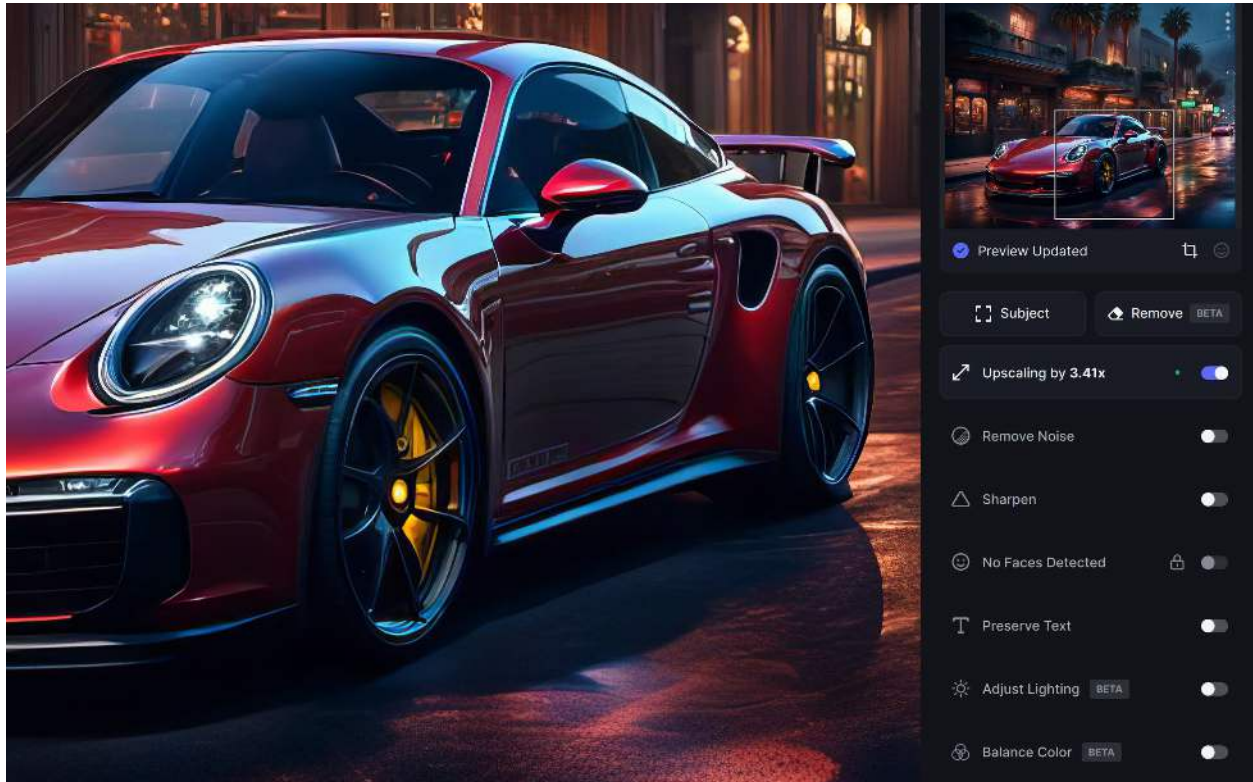 Preview Updated
Subject
Remove BETA
Upscaling by 3.41x
Remove Noise
Sharpen
No Faces Detected
Preserve Text
Adjust Lighting BETA
Balance Color BETA